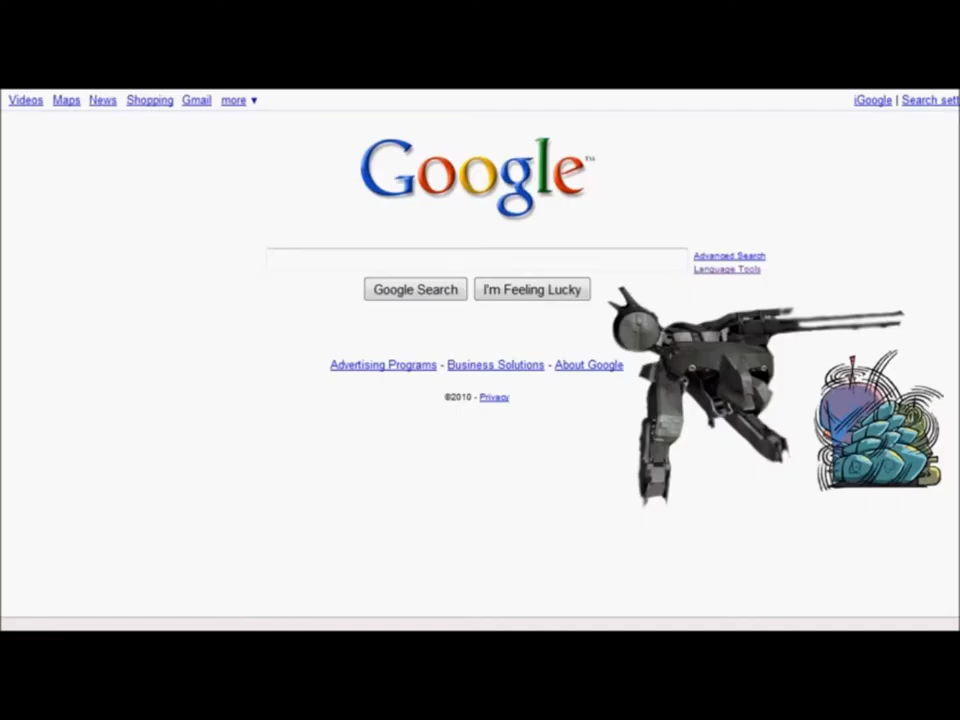 Videos Maps News Shopping Gmail more ▼ iGoogle | Search sett
Google™
Advanced Search
Language Tools
Google Search I'm Feeling Lucky
Advertising Programs - Business Solutions - About Google
©2010 - Privacy